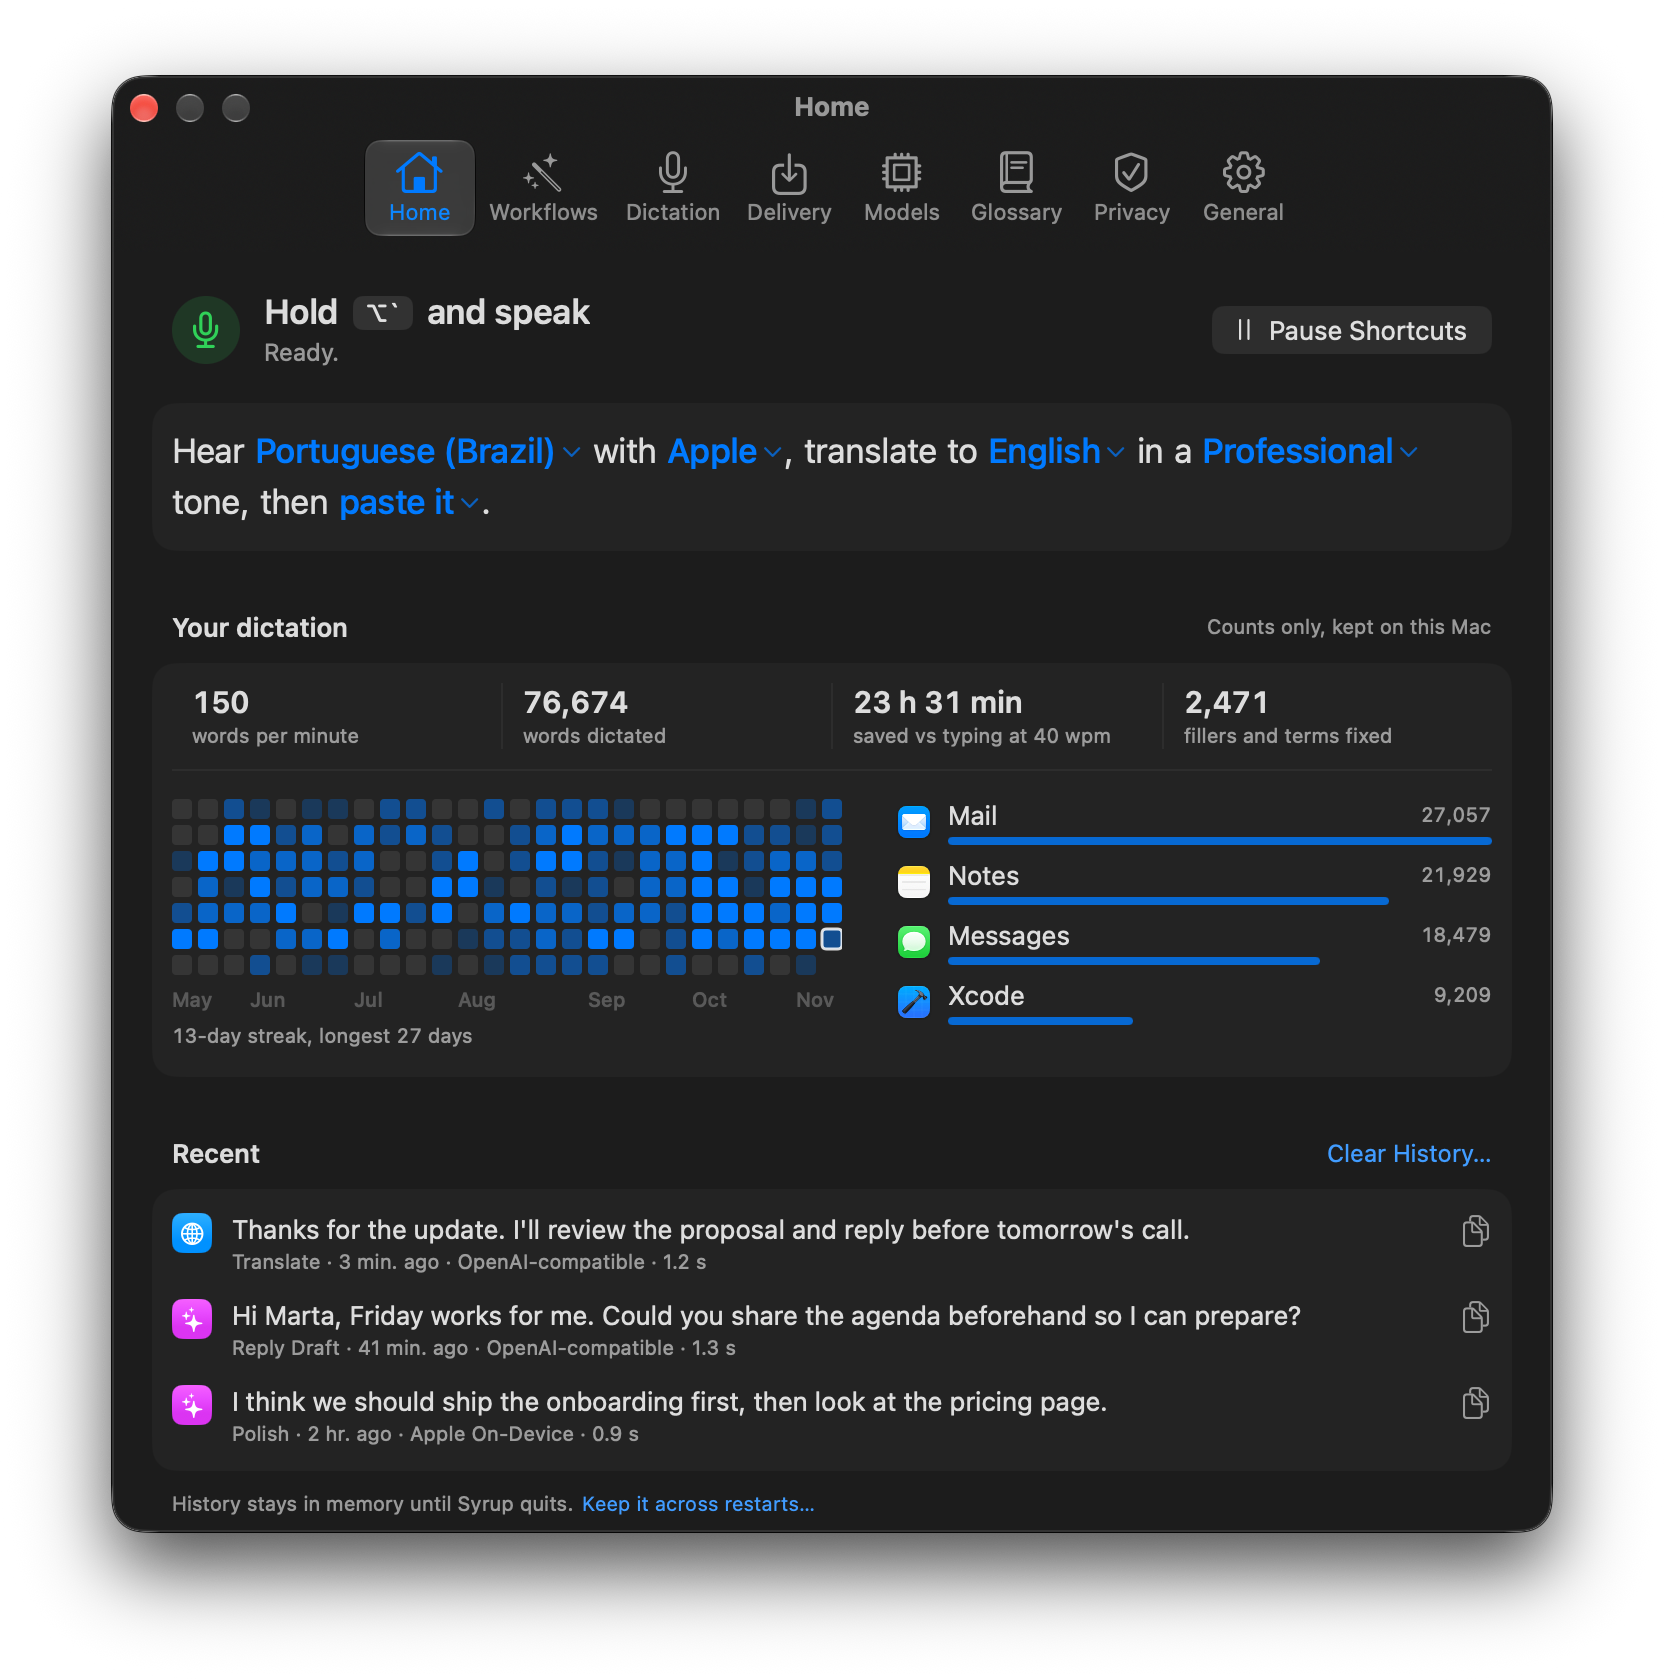 Home
Home
Workflows
Dictation
Delivery
Models
Glossary
Privacy
General
Hold ⌥` and speak
Ready.
Pause Shortcuts
Hear Portuguese (Brazil) with Apple, translate to English in a Professional
tone, then paste it.
Your dictation
Counts only, kept on this Mac
150
words per minute
76,674
words dictated
23 h 31 min
saved vs typing at 40 wpm
2,471
fillers and terms fixed
May Jun Jul Aug Sep Oct Nov
13-day streak, longest 27 days
Mail 27,057
Notes 21,929
Messages 18,479
Xcode 9,209
Recent
Clear History...
Thanks for the update. I'll review the proposal and reply before tomorrow's call.
Translate · 3 min. ago · OpenAI-compatible · 1.2 s
Hi Marta, Friday works for me. Could you share the agenda beforehand so I can prepare?
Reply Draft · 41 min. ago · OpenAI-compatible · 1.3 s
I think we should ship the onboarding first, then look at the pricing page.
Polish · 2 hr. ago · Apple On-Device · 0.9 s
History stays in memory until Syrup quits. Keep it across restarts...